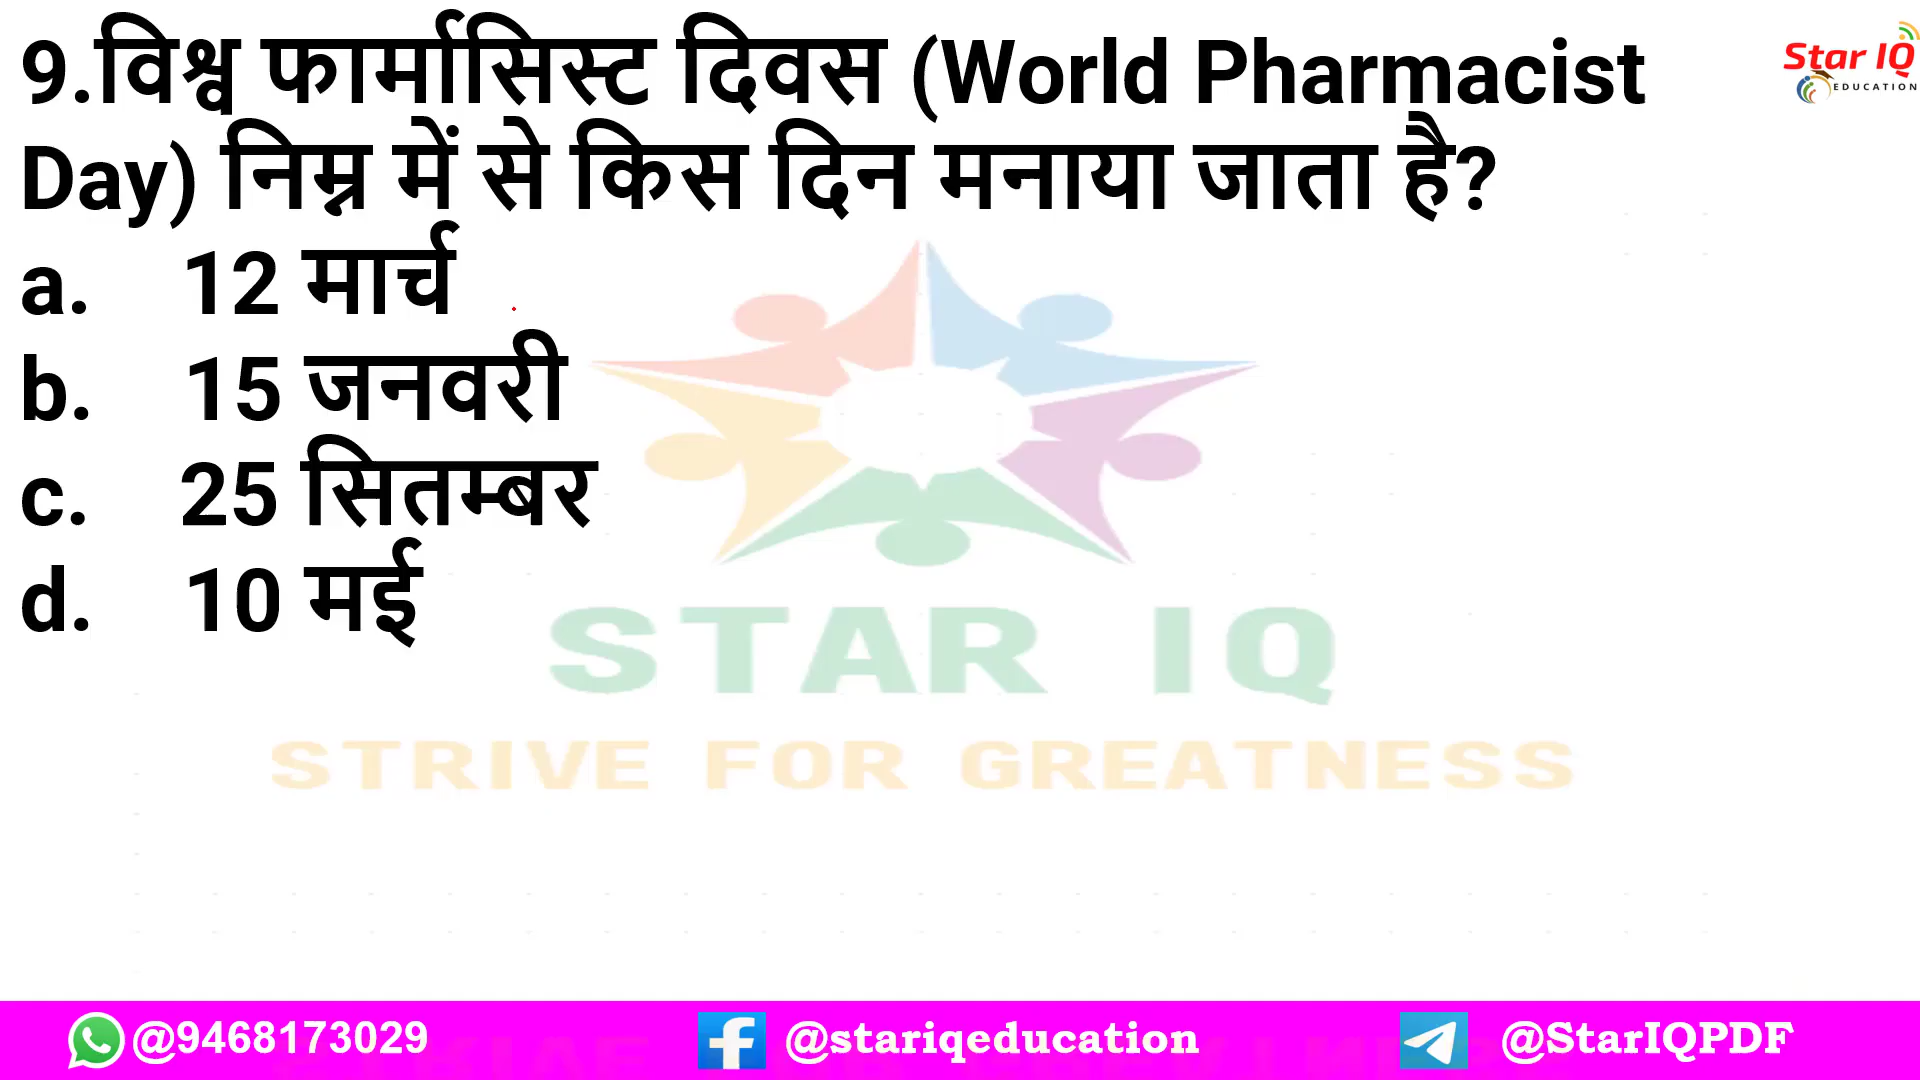 9.विश्व फार्मासिस्ट दिवस (World Pharmacist
Day) निम्न में से किस दिन मनाया जाता है?
a. 12 मार्च
b. 15 जनवरी
c. 25 सितम्बर
d. 10 मई
Star IQ
EDUCATION
STAR IQ
STRIVE FOR GREATNESS
@9468173029
@stariqeducation
@StarIQPDF